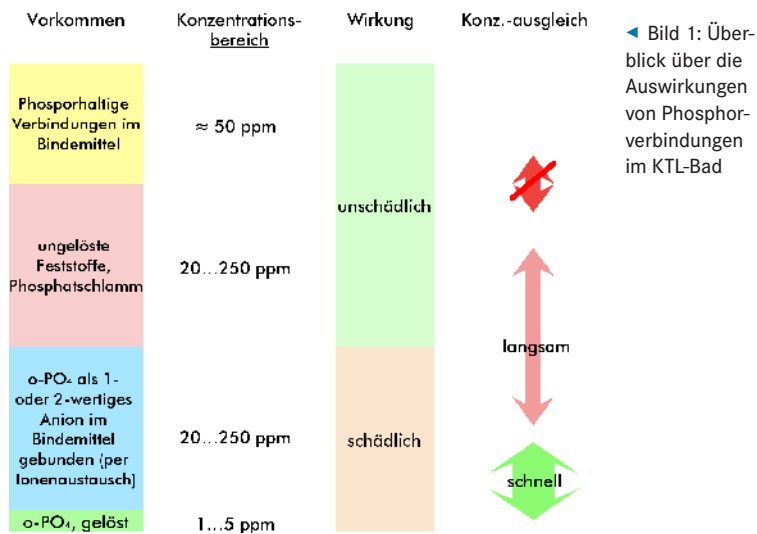 Vorkommen
Konzentrations-
bereich
Wirkung
Konz.-ausgleich
Phosporhaltige
Verbindungen im
Bindemittel
≈ 50 ppm
ungelöste
Feststoffe,
Phosphatschlamm
20...250 ppm
unschädlich
o-PO₄ als 1-
oder 2-wertiges
Anion im
Bindemittel
gebunden (per
Ionenaustausch)
20...250 ppm
schädlich
langsam
schnell
o-PO₄, gelöst
1...5 ppm
◄ Bild 1: Über-
blick über die
Auswirkungen
von Phosphor-
verbindungen
im KTL-Bad